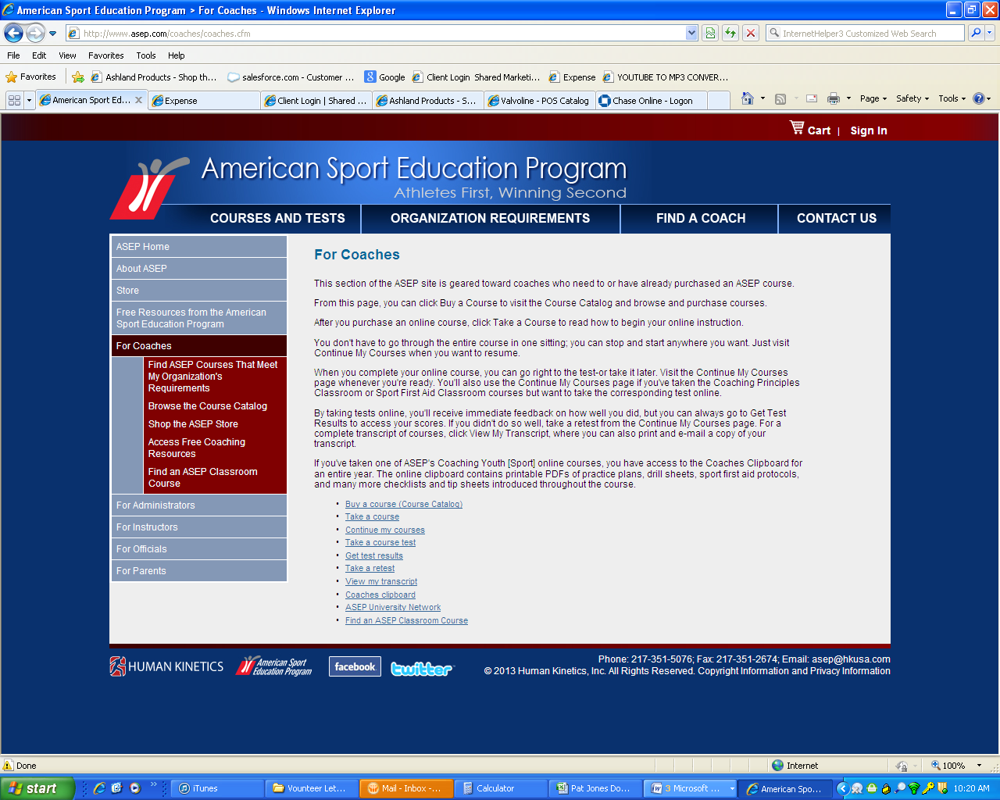 American Sport Education Program > For Coaches - Windows Internet Explorer
http://www.asep.com/coaches/coaches.cfm
InternetHelper3 Customized Web Search
File Edit View Favorites Tools Help
Favorites Ashland Products - Shop th... salesforce.com - Customer ... Google Client Login Shared Marketi... Expense YOUTUBE TO MP3 CONVER...
American Sport Ed... Expense Client Login | Shared ... Ashland Products - S... Valvoline - POS Catalog Chase Online - Logon Page Safety Tools
Cart | Sign In
American Sport Education Program
Athletes First, Winning Second
COURSES AND TESTS ORGANIZATION REQUIREMENTS FIND A COACH CONTACT US
ASEP Home
About ASEP
Store
Free Resources from the American
Sport Education Program
For Coaches
Find ASEP Courses That Meet
My Organization's
Requirements
Browse the Course Catalog
Shop the ASEP Store
Access Free Coaching
Resources
Find an ASEP Classroom
Course
For Administrators
For Instructors
For Officials
For Parents
For Coaches
This section of the ASEP site is geared toward coaches who need to or have already purchased an ASEP course.
From this page, you can click Buy a Course to visit the Course Catalog and browse and purchase courses.
After you purchase an online course, click Take a Course to read how to begin your online instruction.
You don't have to go through the entire course in one sitting; you can stop and start anywhere you want. Just visit
Continue My Courses when you want to resume.
When you complete your online course, you can go right to the test-or take it later. Visit the Continue My Courses
page whenever you're ready. You'll also use the Continue My Courses page if you've taken the Coaching Principles
Classroom or Sport First Aid Classroom courses but want to take the corresponding test online.
By taking tests online, you'll receive immediate feedback on how well you did, but you can always go to Get Test
Results to access your scores. If you didn't do so well, take a retest from the Continue My Courses page. For a
complete transcript of courses, click View My Transcript, where you can also print and e-mail a copy of your
transcript.
If you've taken one of ASEP's Coaching Youth [Sport] online courses, you have access to the Coaches Clipboard for
an entire year. The online clipboard contains printable PDFs of practice plans, drill sheets, sport first aid protocols,
and many more checklists and tip sheets introduced throughout the course.
• Buy a course (Course Catalog)
• Take a course
• Continue my courses
• Take a course test
• Get test results
• Take a retest
• View my transcript
• Coaches clipboard
• ASEP University Network
• Find an ASEP Classroom Course
HUMAN KINETICS American Sport
Education Program
facebook twitter
Phone: 217-351-5076; Fax: 217-351-2674; Email: asep@hkusa.com
© 2013 Human Kinetics, Inc. All Rights Reserved. Copyright Information and Privacy Information
Done Internet 100%
start iTunes Vounteer Let... Mail - Inbox -... Calculator Pat Jones Do... 3 Microsoft ... American Spo... 10:20 AM